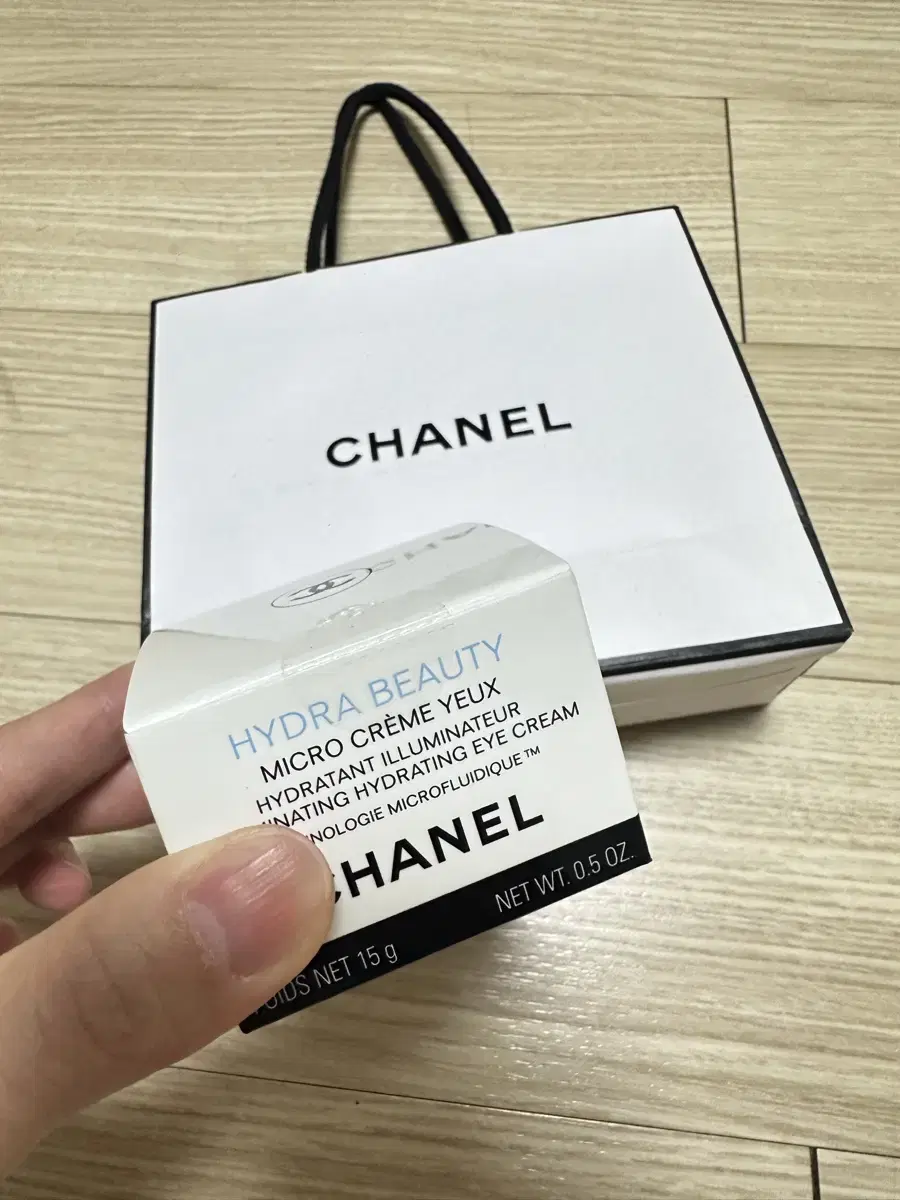 CHANEL
HYDRA BEAUTY
MICRO CRÈME YEUX
HYDRATANT ILLUMINATEUR
HYDRATING EYE CREAM
MICROFLUIDIQUE™
CHANEL
NET WT. 0.5 OZ.
NET 15 g